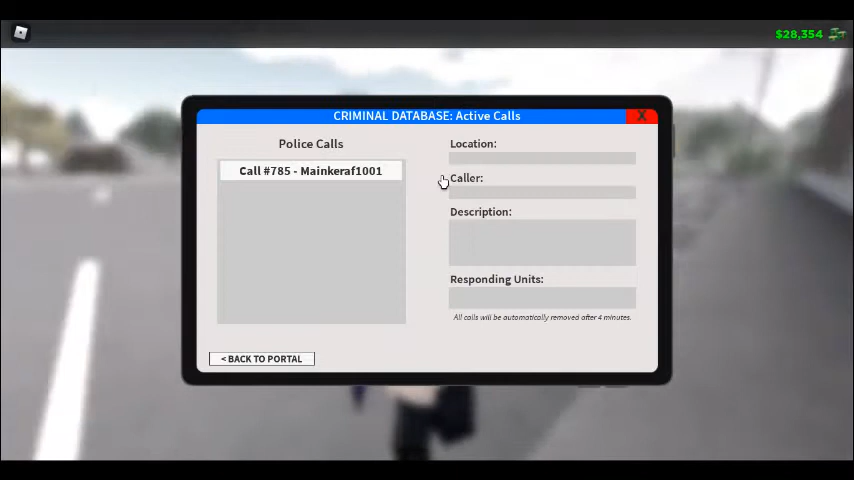 $28,354
CRIMINAL DATABASE: Active Calls
X
Police Calls
Call #785 - Mainkeraf1001
Location:
Caller:
Description:
Responding Units:
All calls will be automatically removed after 4 minutes.
< BACK TO PORTAL